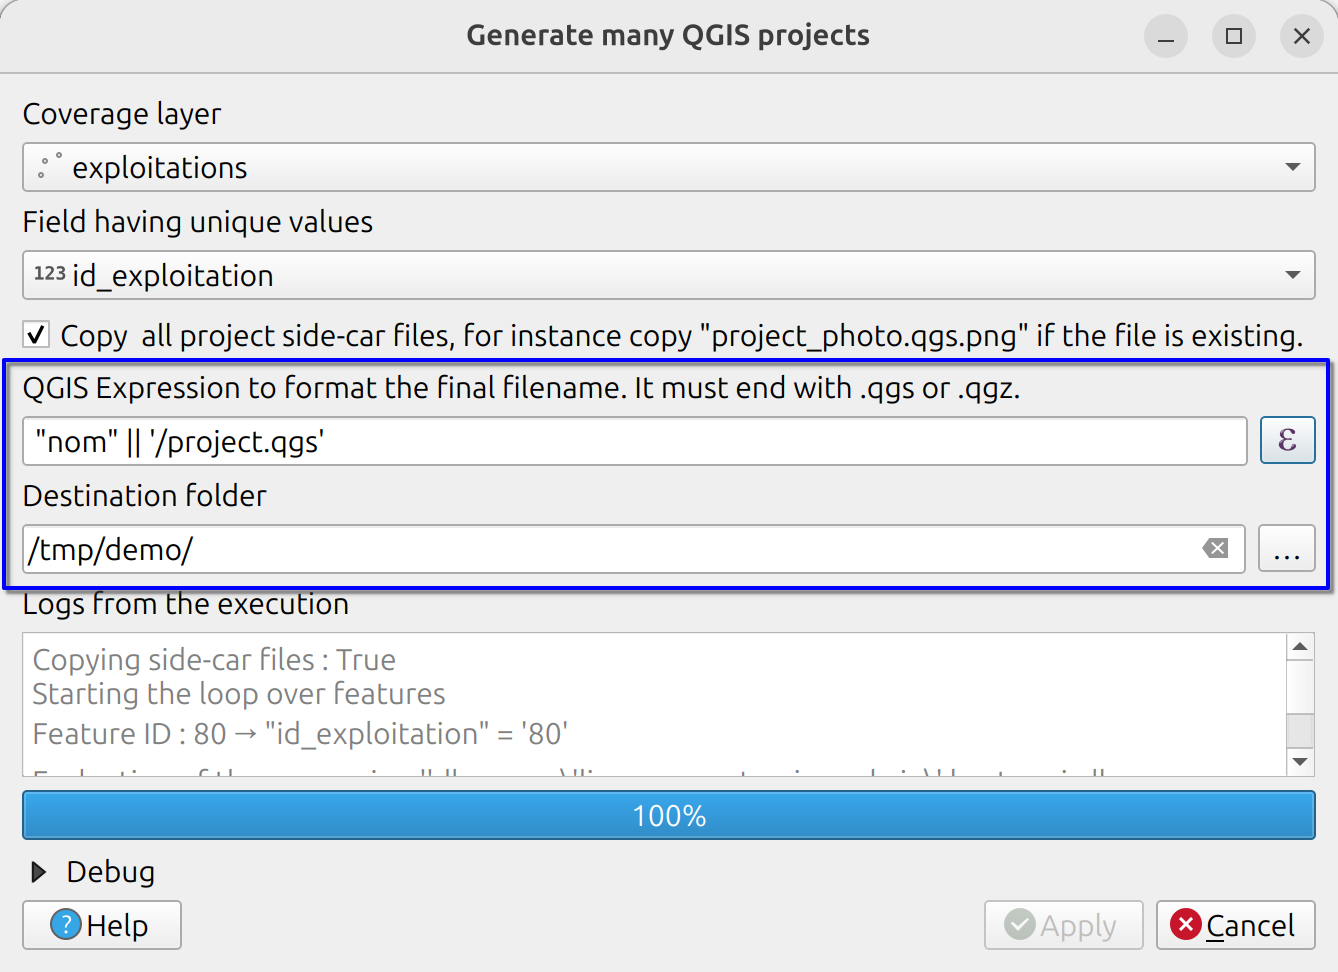 Generate many QGIS projects
Coverage layer
exploitations
Field having unique values
123 id_exploitation
Copy  all project side-car files, for instance copy "project_photo.qgs.png" if the file is existing.
QGIS Expression to format the final filename. It must end with .qgs or .qgz.
"nom" || '/project.qgs'
ε
Destination folder
/tmp/demo/
...
Logs from the execution
Copying side-car files : True
Starting the loop over features
Feature ID : 80 → "id_exploitation" = '80'
100%
Debug
? Help
Apply
Cancel